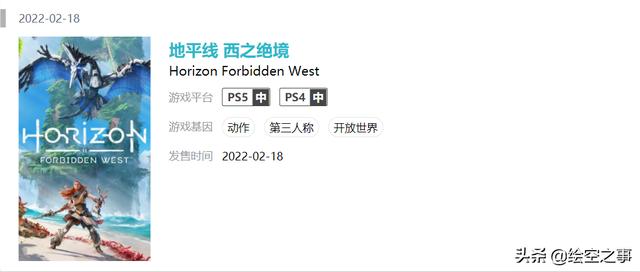 2022-02-18
地平线 西之绝境
Horizon Forbidden West
游戏平台 PS5 中 PS4 中
游戏基因 动作 第三人称 开放世界
发售时间 2022-02-18
HORIZON
FORBIDDEN WEST
头条 @绘空之事